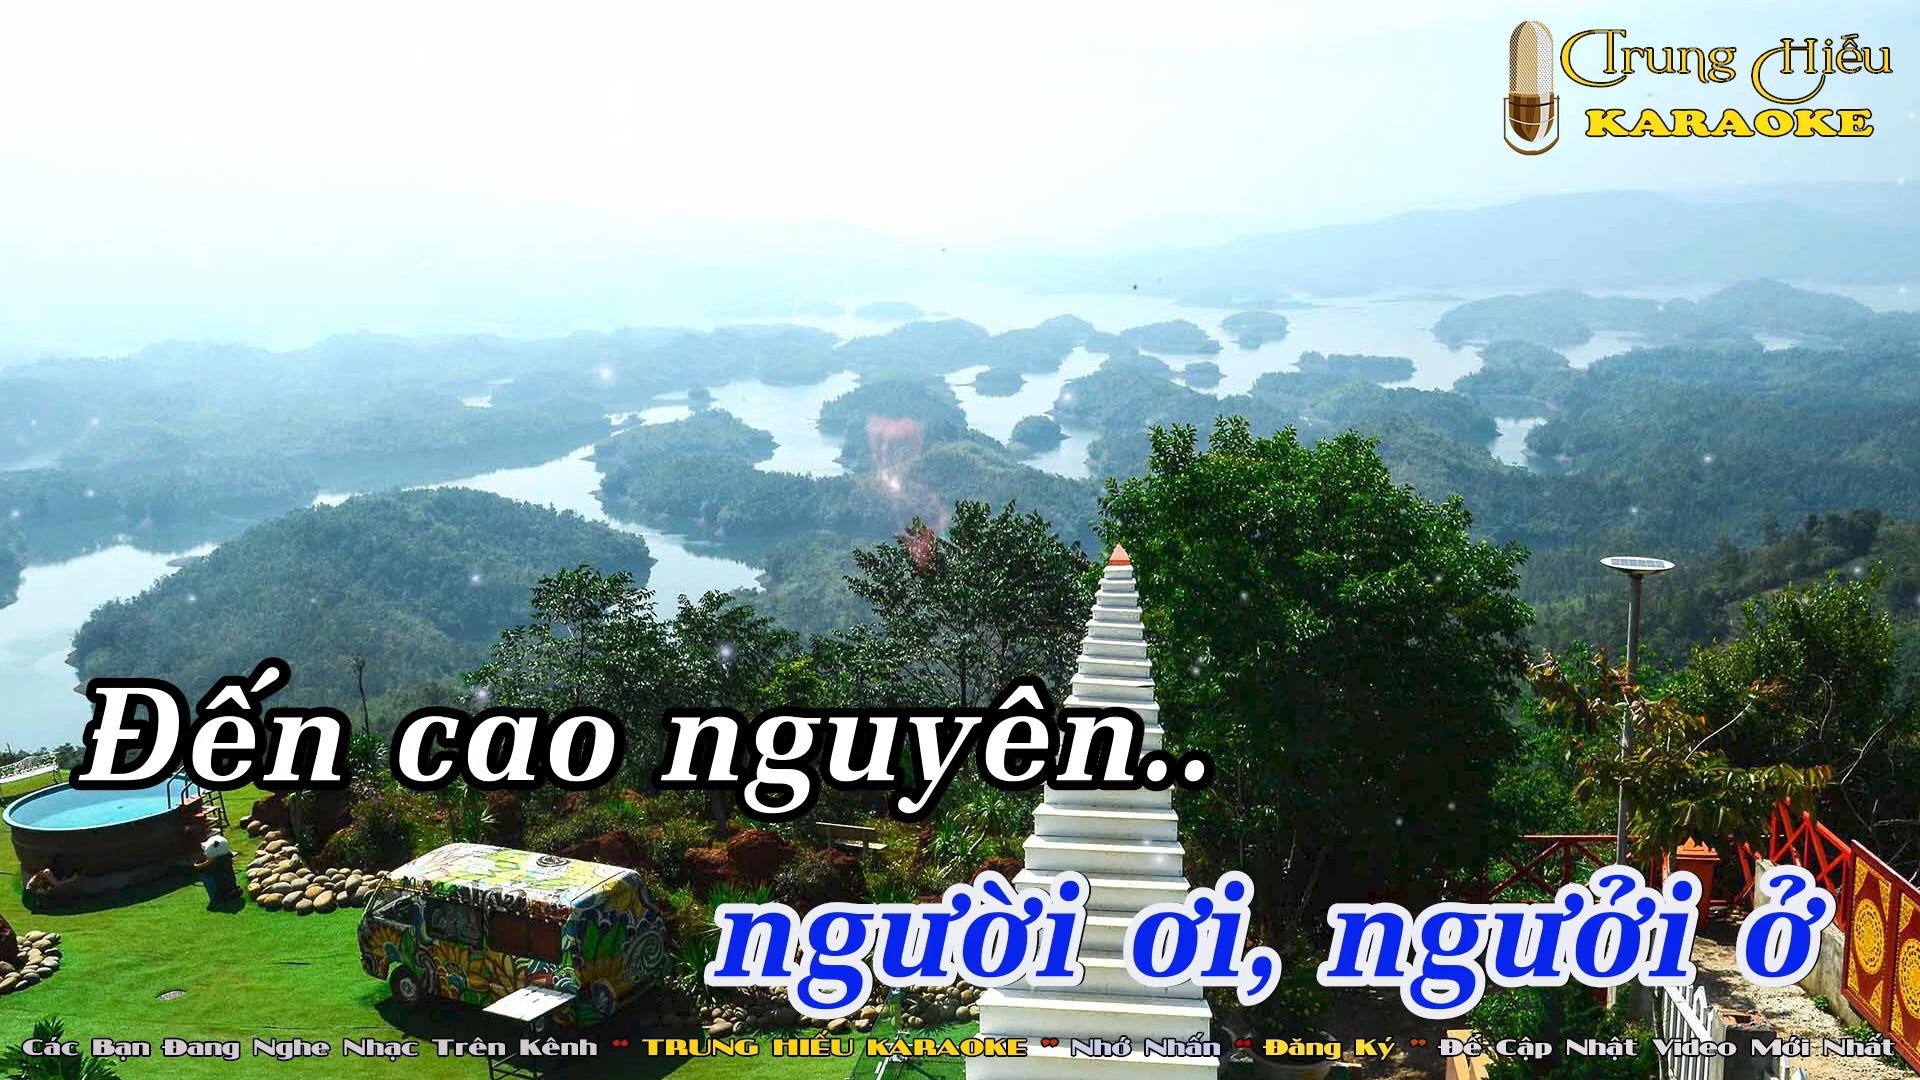 Trung Hiếu
KARAOKE
Đến cao nguyên..
người ơi, ngưởi ở
Các Bạn Đang Nghe Nhạc Trên Kênh " TRUNG HIẾU KARAOKE " Nhớ Nhấn " Đăng Ký " Để Cập Nhật Video Mới Nhất